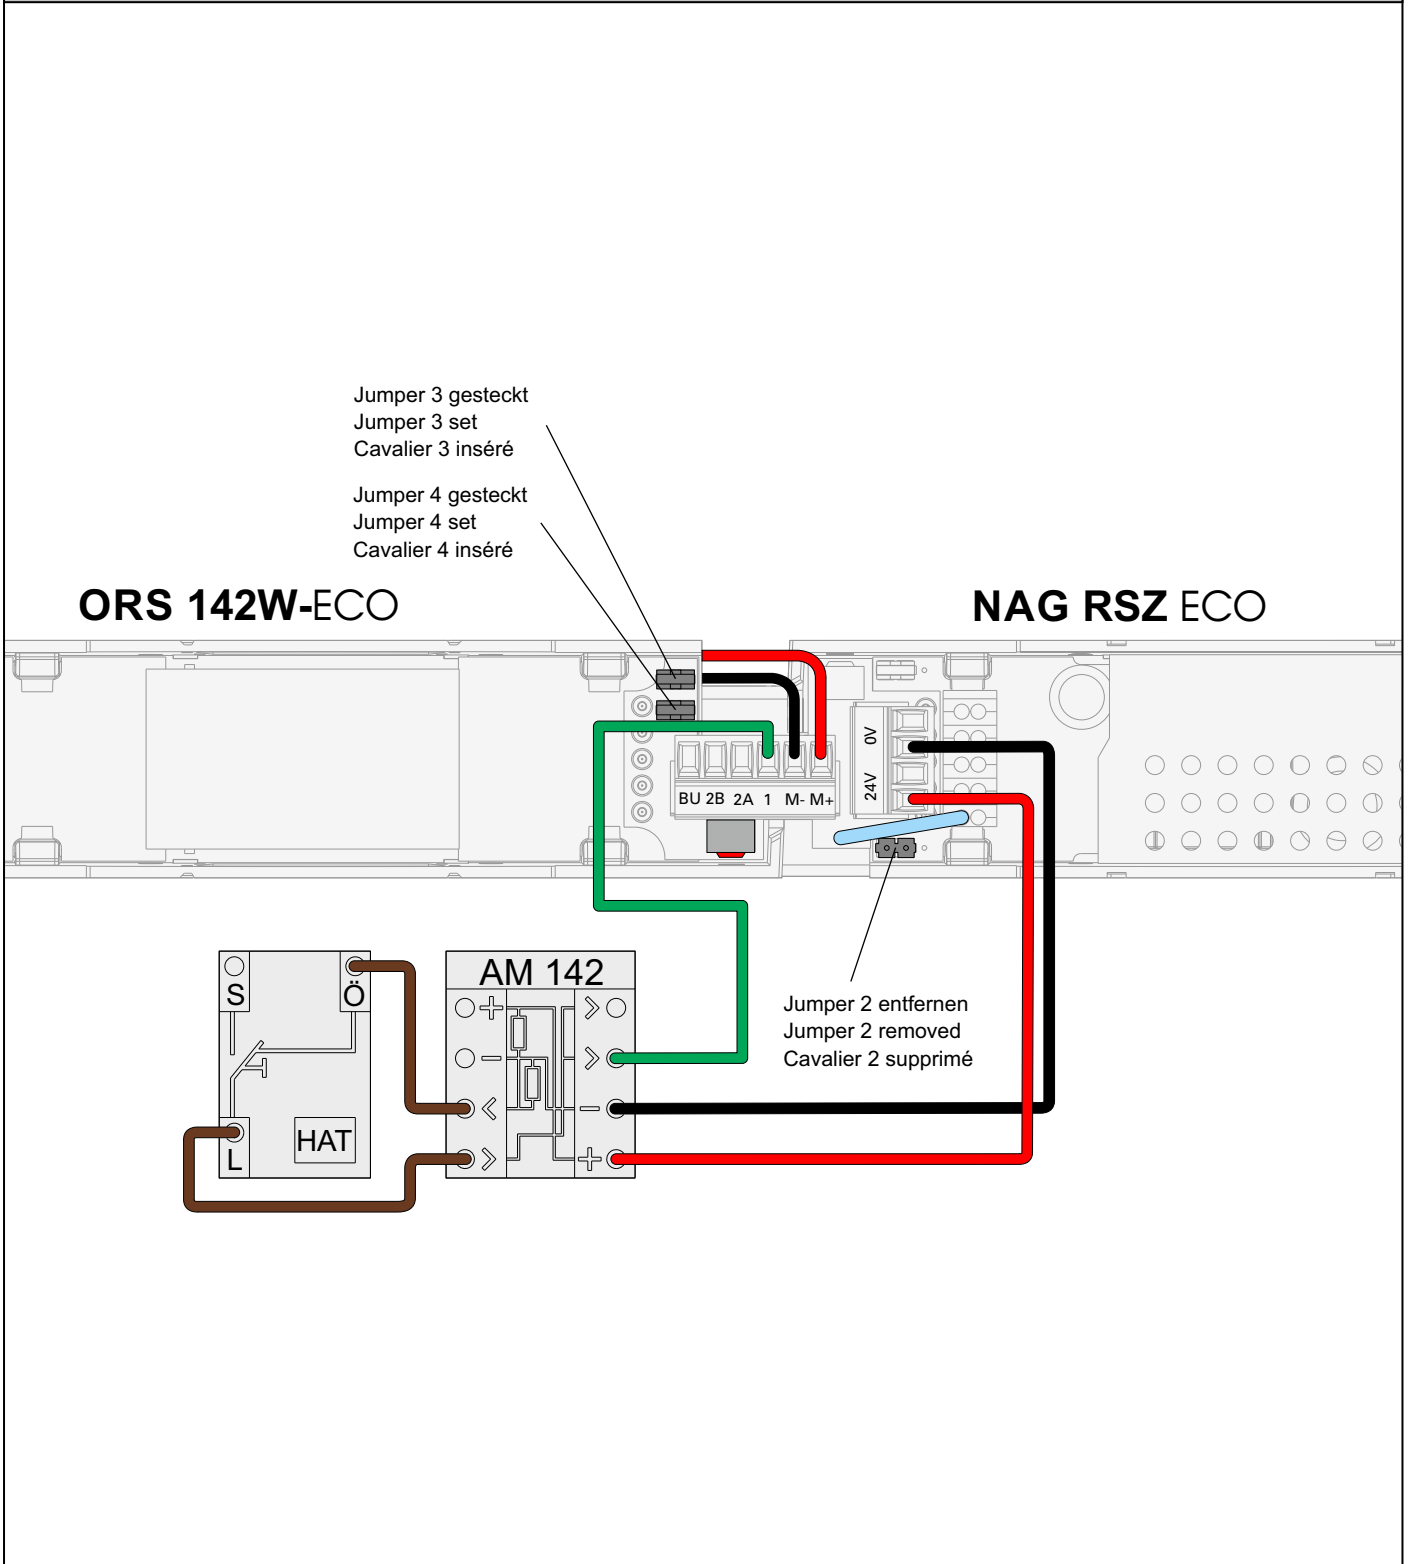 Jumper 3 gesteckt
Jumper 3 set
Cavalier 3 inséré
Jumper 4 gesteckt
Jumper 4 set
Cavalier 4 inséré
ORS 142W-ECO
NAG RSZ ECO
0V
24V
BU 2B 2A 1 M- M+
S
Ö
L
HAT
AM 142
+
-
-
+
Jumper 2 entfernen
Jumper 2 removed
Cavalier 2 supprimé